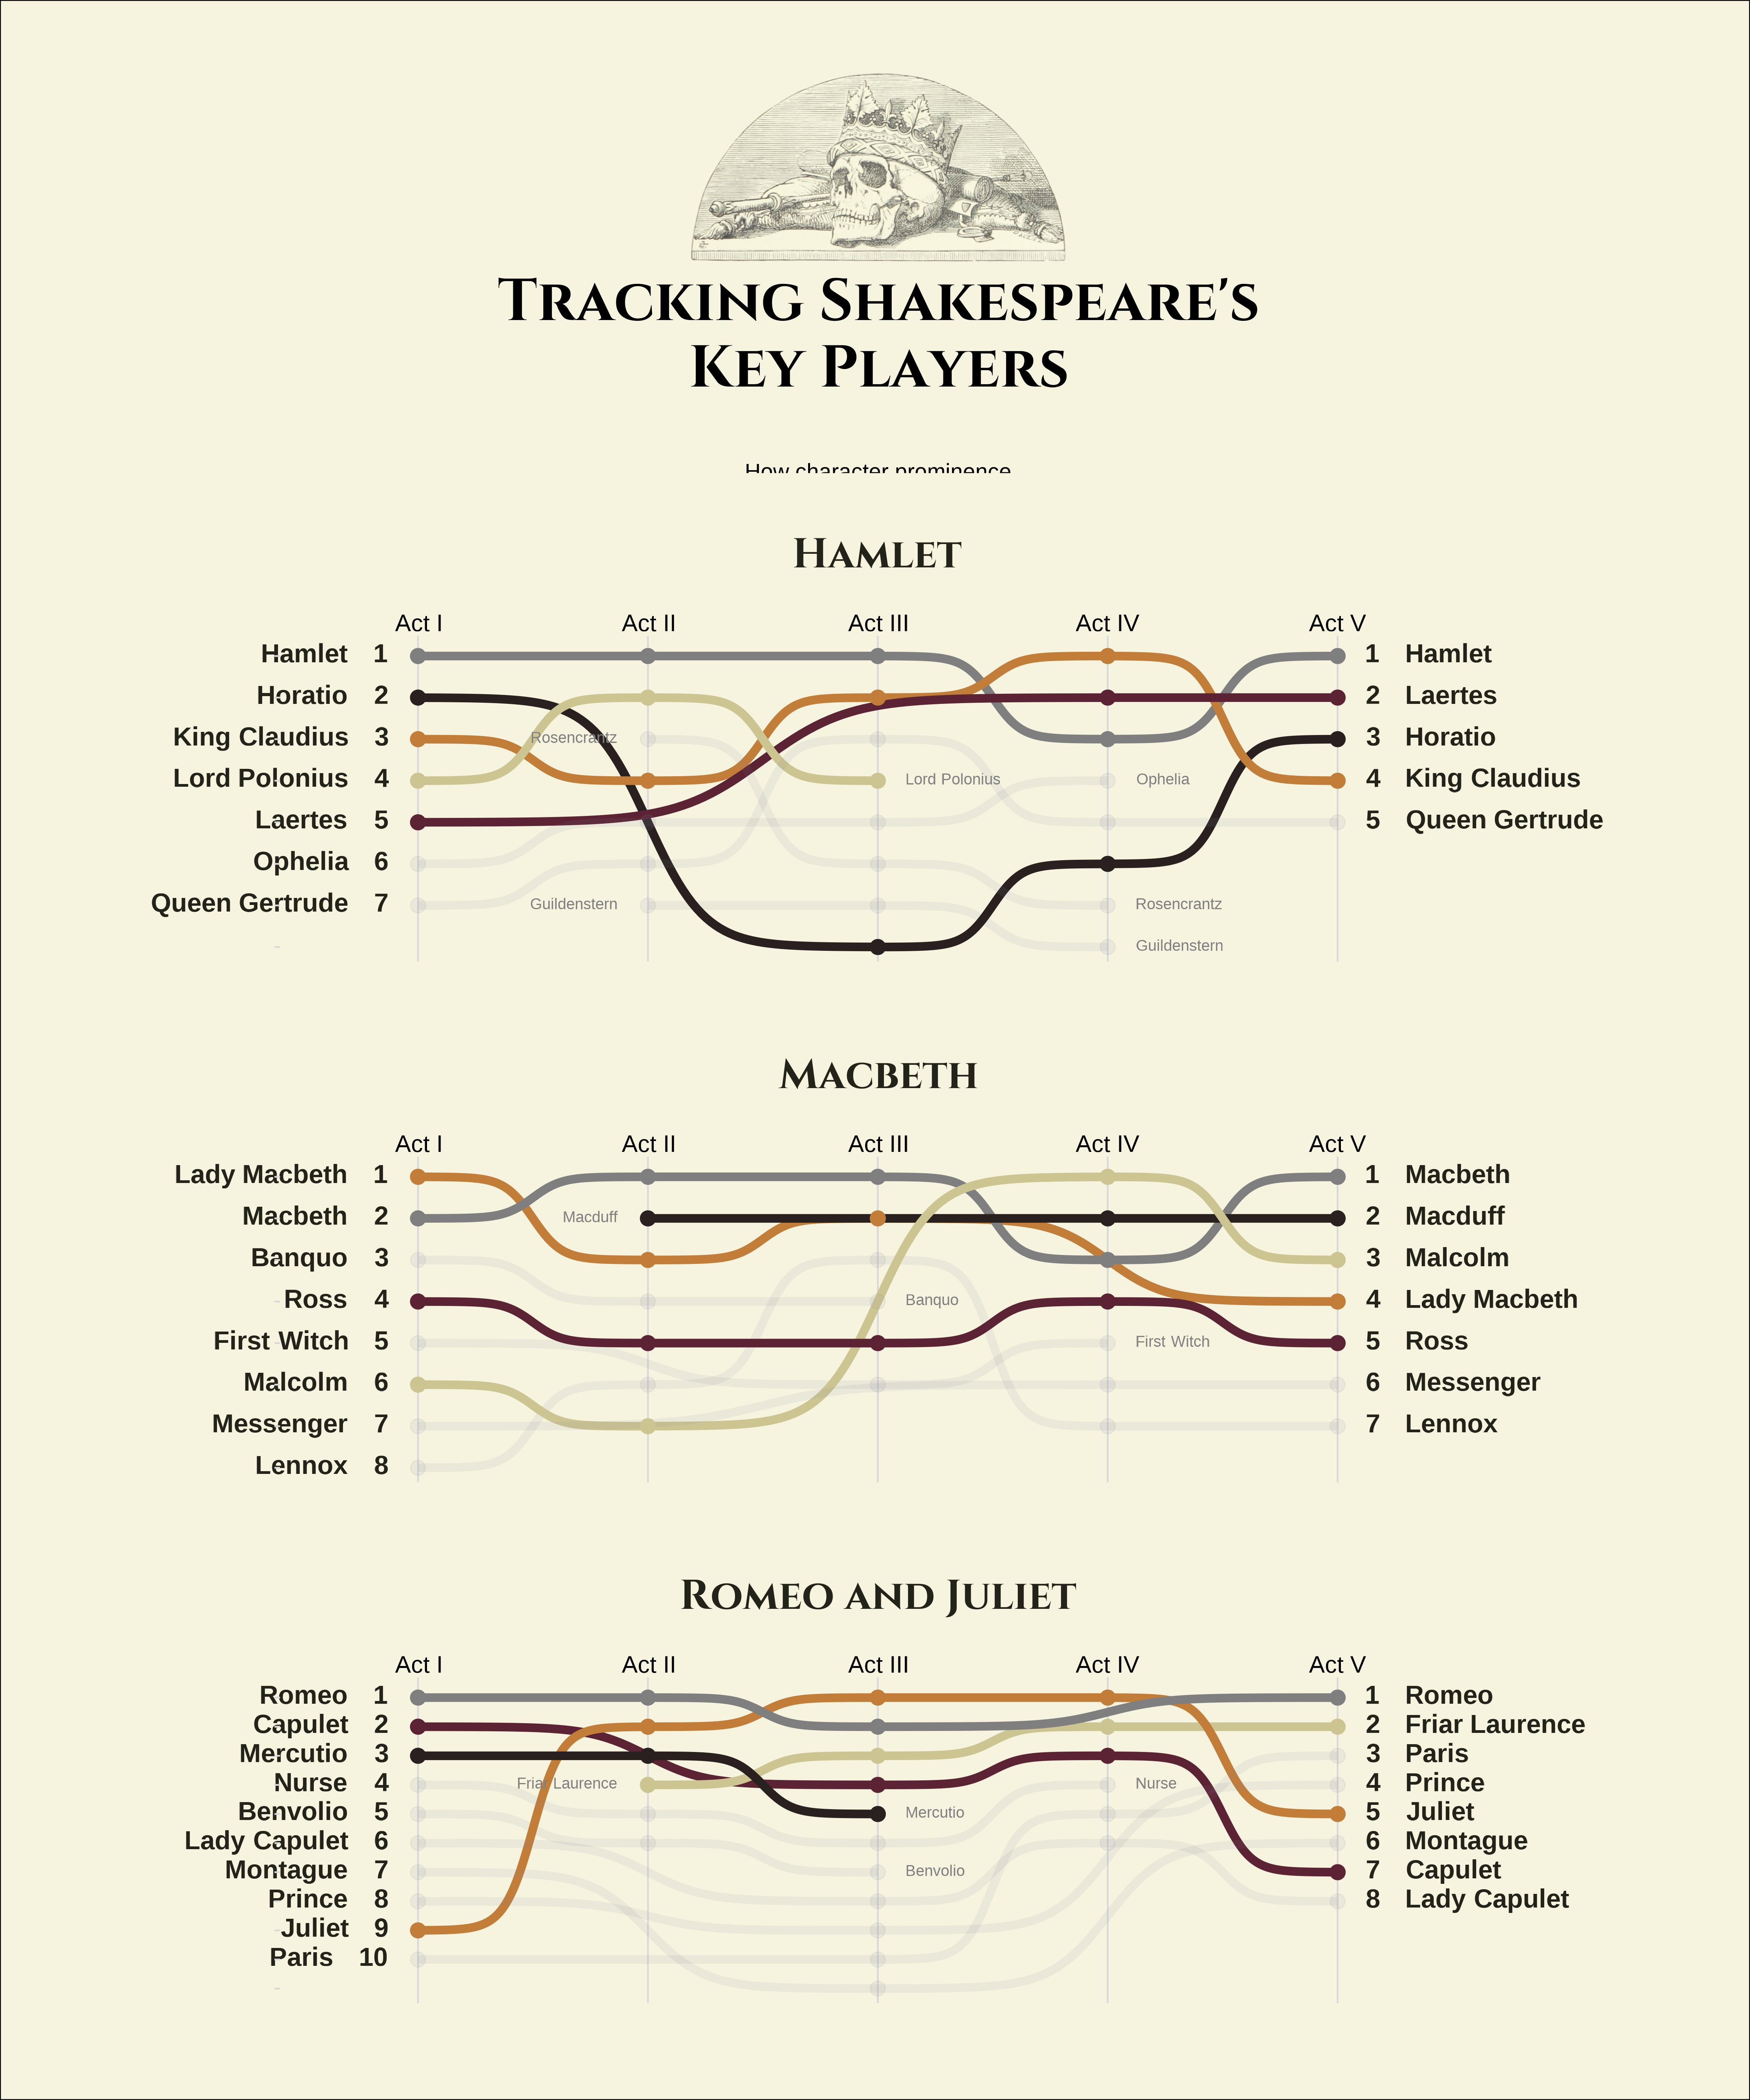 TRACKING SHAKESPEARE'S
KEY PLAYERS
How character prominence
HAMLET
Act I Act II Act III Act IV Act V
Hamlet 1 1 Hamlet
Horatio 2 2 Laertes
King Claudius 3 Rosencrantz 3 Horatio
Lord Polonius 4 Lord Polonius Ophelia 4 King Claudius
Laertes 5 5 Queen Gertrude
Ophelia 6
Queen Gertrude 7 Guildenstern Rosencrantz
Guildenstern
MACBETH
Act I Act II Act III Act IV Act V
Lady Macbeth 1 1 Macbeth
Macbeth 2 Macduff 2 Macduff
Banquo 3 3 Malcolm
Ross 4 Banquo 4 Lady Macbeth
First Witch 5 First Witch 5 Ross
Malcolm 6 6 Messenger
Messenger 7 7 Lennox
Lennox 8
ROMEO AND JULIET
Act I Act II Act III Act IV Act V
Romeo 1 1 Romeo
Capulet 2 2 Friar Laurence
Mercutio 3 3 Paris
Nurse 4 Friar Laurence Nurse 4 Prince
Benvolio 5 Mercutio 5 Juliet
Lady Capulet 6 6 Montague
Montague 7 Benvolio 7 Capulet
Prince 8 8 Lady Capulet
Juliet 9
Paris 10